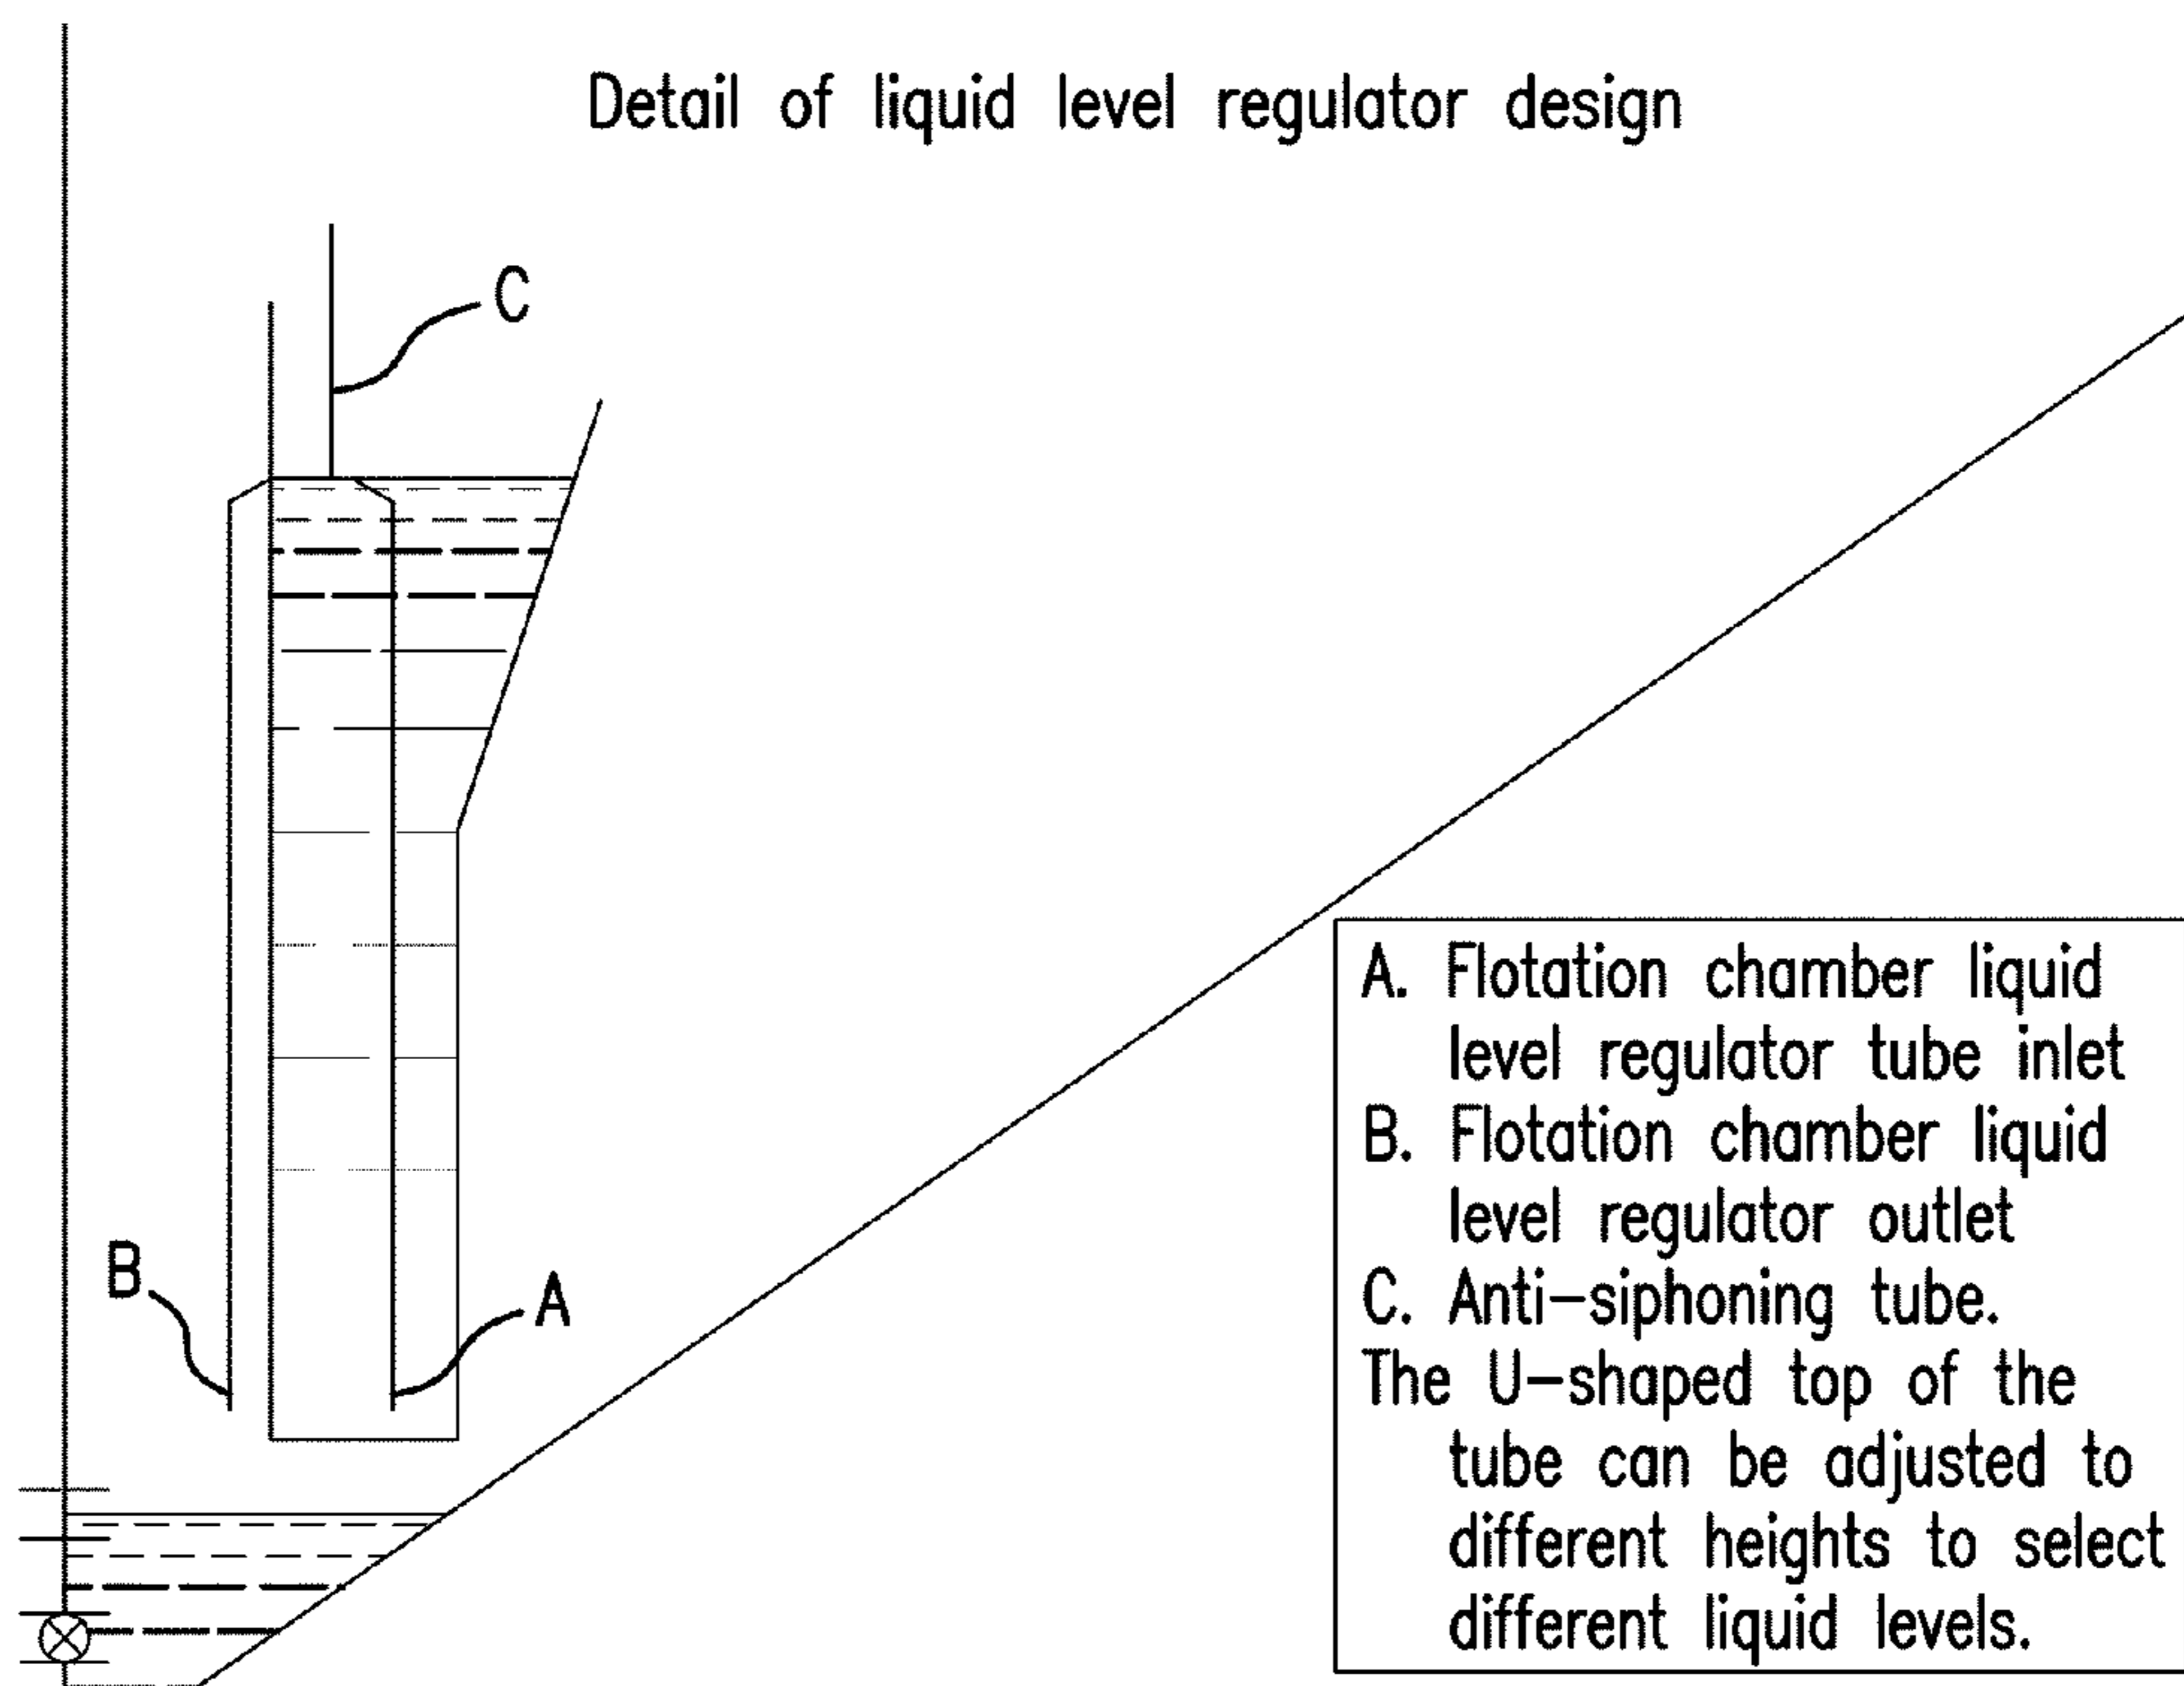 Detail of liquid level regulator design
C
A. Flotation chamber liquid
level regulator tube inlet
B. Flotation chamber liquid
level regulator outlet
B
A
C. Anti-siphoning tube.
The U-shaped top of the
tube can be adjusted to
different heights to select
different liquid levels.